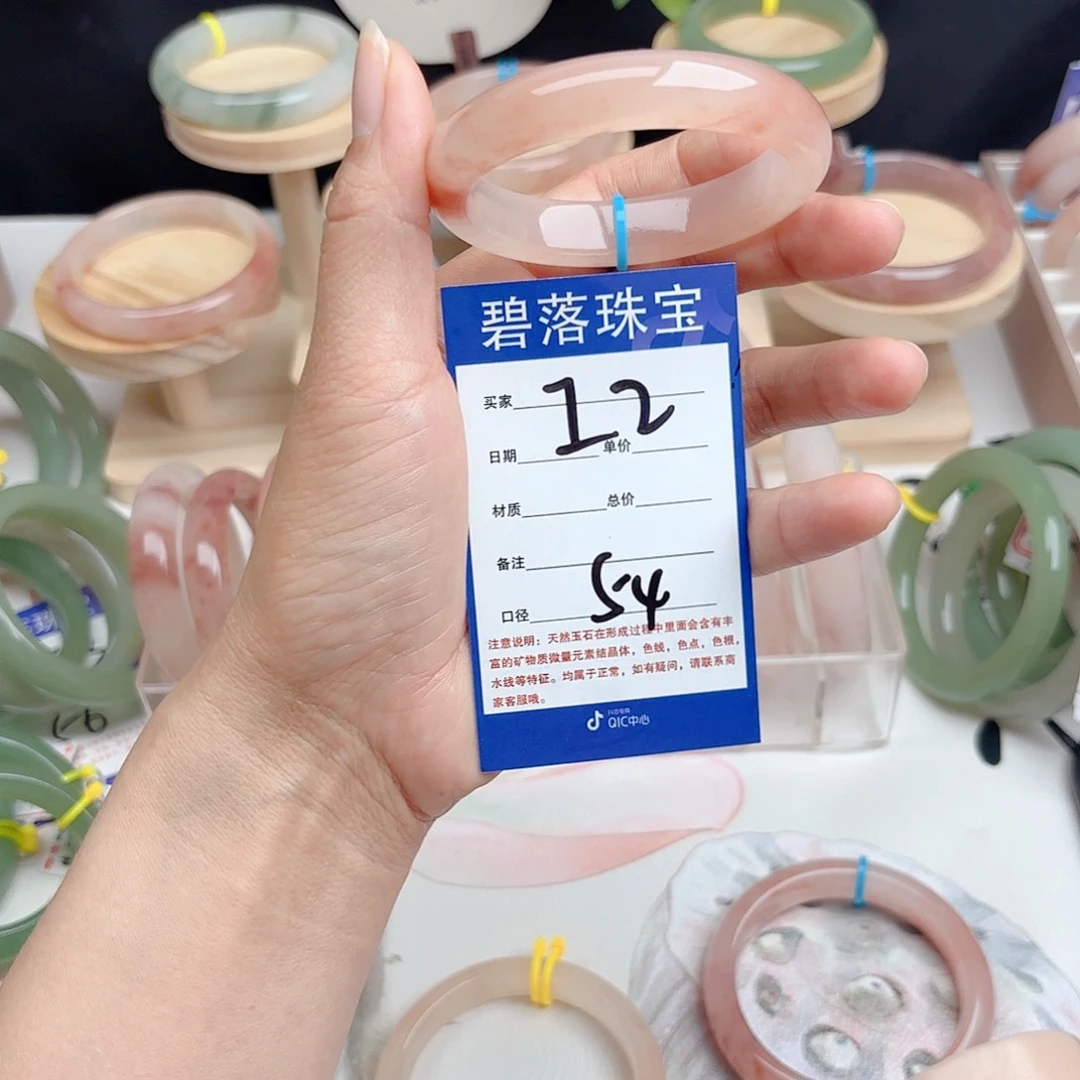 碧落珠宝
12
买家
日期 单价
材质 总价
备注
54
口径
注意说明：天然玉石在形成过程中里面会含有丰
富的矿物质微量元素结晶体，色线，色点，色根，
水线等特征。均属于正常，如有疑问，请联系商
家客服哦。
抖音电商
QIC中心